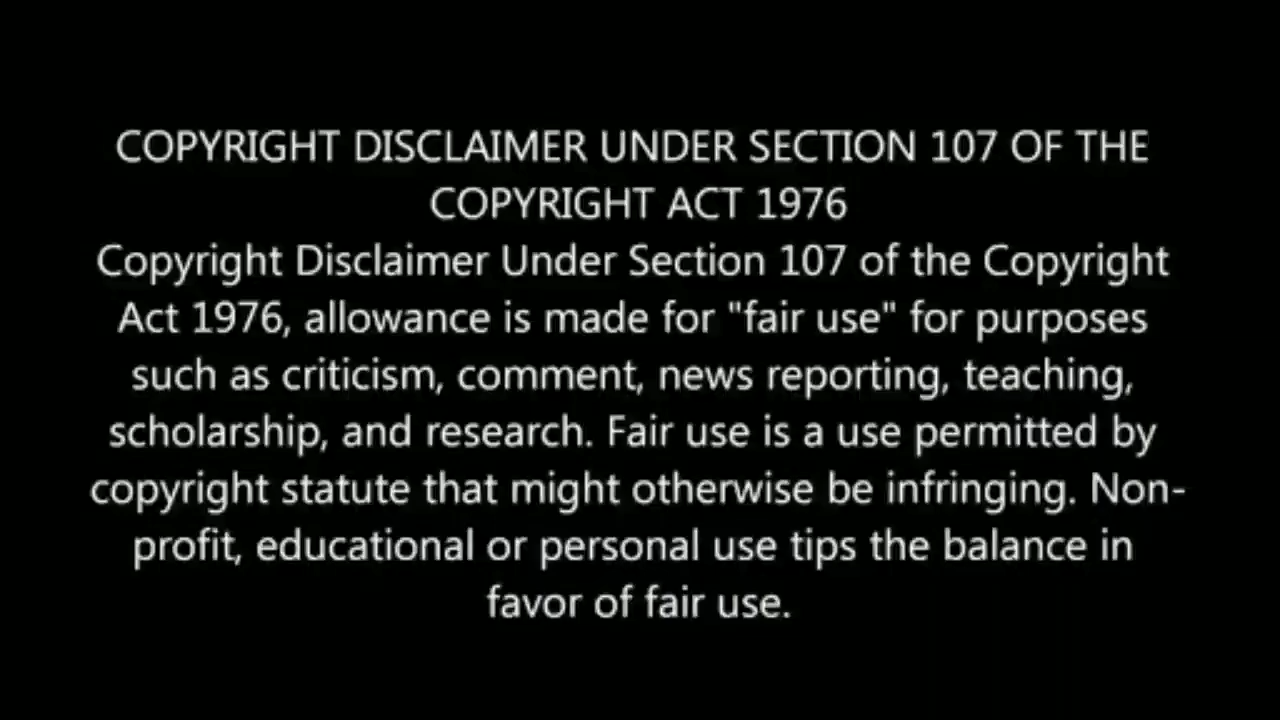 COPYRIGHT DISCLAIMER UNDER SECTION 107 OF THE
COPYRIGHT ACT 1976
Copyright Disclaimer Under Section 107 of the Copyright
Act 1976, allowance is made for "fair use" for purposes
such as criticism, comment, news reporting, teaching,
scholarship, and research. Fair use is a use permitted by
copyright statute that might otherwise be infringing. Non-
profit, educational or personal use tips the balance in
favor of fair use.